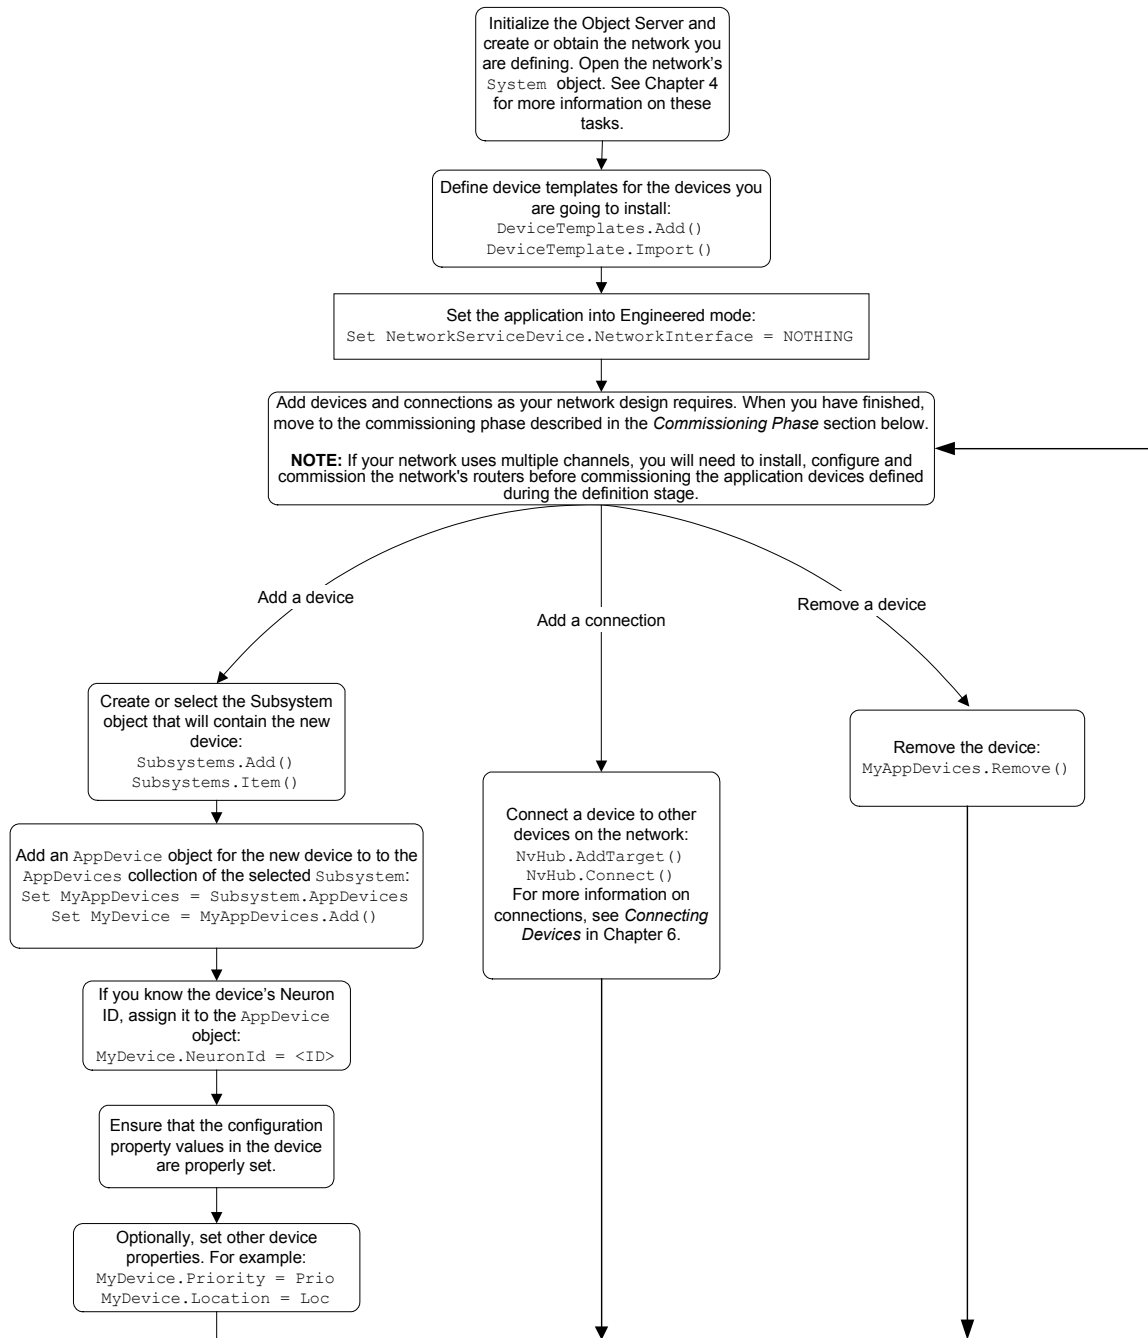 Initialize the Object Server and
create or obtain the network you
are defining. Open the network's
System object. See Chapter 4
for more information on these
tasks.
Define device templates for the devices you
are going to install:
DeviceTemplates.Add()
DeviceTemplate.Import()
Set the application into Engineered mode:
Set NetworkServiceDevice.NetworkInterface = NOTHING
Add devices and connections as your network design requires. When you have finished,
move to the commissioning phase described in the Commissioning Phase section below.
NOTE: If your network uses multiple channels, you will need to install, configure and
commission the network's routers before commissioning the application devices defined
during the definition stage.
Add a device
Add a connection
Remove a device
Create or select the Subsystem
object that will contain the new
device:
Subsystems.Add()
Subsystems.Item()
Add an AppDevice object for the new device to to the
AppDevices collection of the selected Subsystem:
Set MyAppDevices = Subsystem.AppDevices
Set MyDevice = MyAppDevices.Add()
If you know the device's Neuron
ID, assign it to the AppDevice
object:
MyDevice.NeuronId = <ID>
Ensure that the configuration
property values in the device
are properly set.
Optionally, set other device
properties. For example:
MyDevice.Priority = Prio
MyDevice.Location = Loc
Connect a device to other
devices on the network:
NvHub.AddTarget()
NvHub.Connect()
For more information on
connections, see Connecting
Devices in Chapter 6.
Remove the device:
MyAppDevices.Remove()